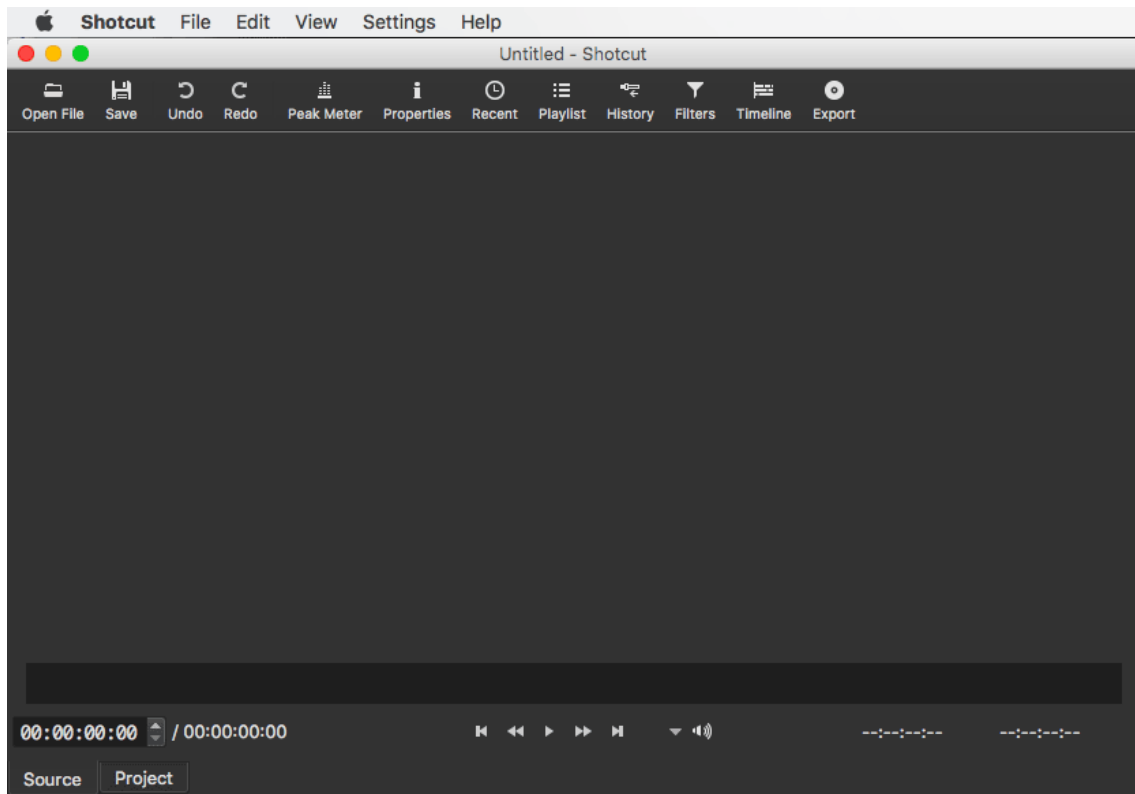 Shotcut File Edit View Settings Help
Untitled - Shotcut
Open File Save Undo Redo Peak Meter Properties Recent Playlist History Filters Timeline Export
00:00:00:00 / 00:00:00:00 --:--:--:-- --:--:--:--
Source Project